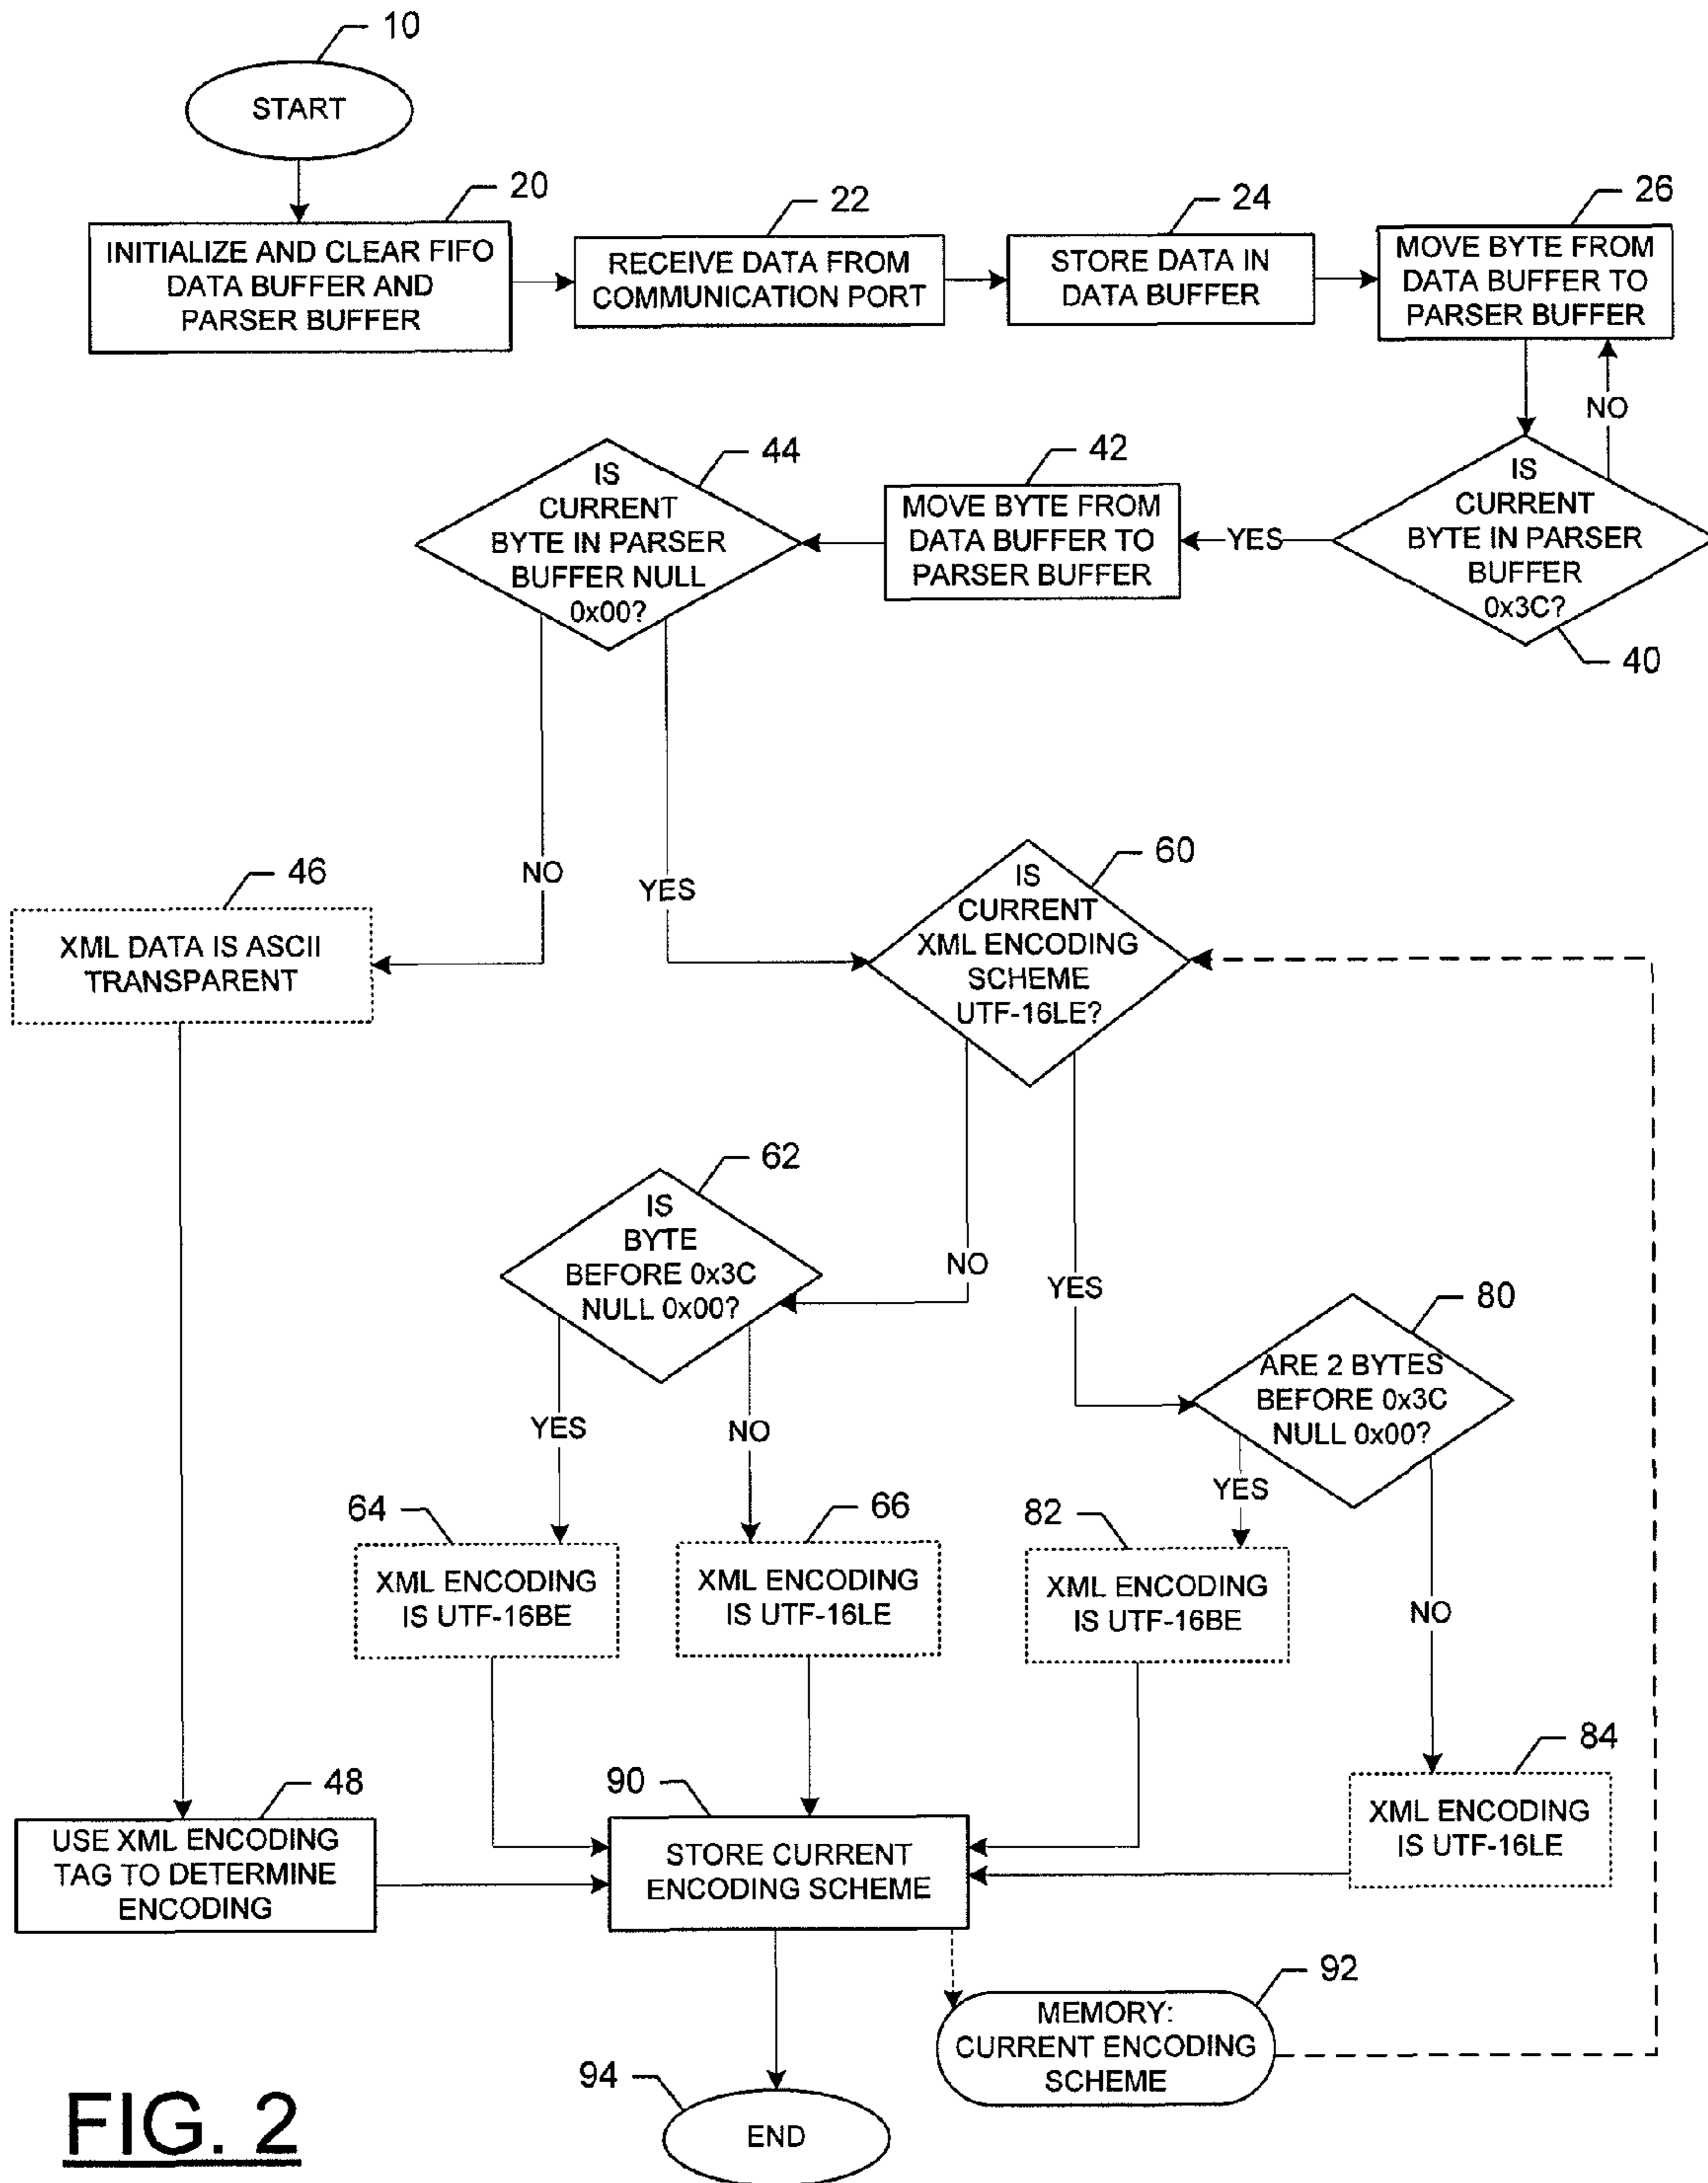 10
START
20
INITIALIZE AND CLEAR FIFO
DATA BUFFER AND
PARSER BUFFER
22
RECEIVE DATA FROM
COMMUNICATION PORT
24
STORE DATA IN
DATA BUFFER
26
MOVE BYTE FROM
DATA BUFFER TO
PARSER BUFFER
NO
IS
CURRENT
BYTE IN PARSER
BUFFER
0x3C?
40
YES
42
MOVE BYTE FROM
DATA BUFFER TO
PARSER BUFFER
44
IS
CURRENT
BYTE IN PARSER
BUFFER NULL
0x00?
NO
YES
46
XML DATA IS ASCII
TRANSPARENT
60
IS
CURRENT
XML ENCODING
SCHEME
UTF-16LE?
NO
YES
62
IS
BYTE
BEFORE 0x3C
NULL 0x00?
YES
NO
80
ARE 2 BYTES
BEFORE 0x3C
NULL 0x00?
YES
NO
64
XML ENCODING
IS UTF-16BE
66
XML ENCODING
IS UTF-16LE
82
XML ENCODING
IS UTF-16BE
84
XML ENCODING
IS UTF-16LE
48
USE XML ENCODING
TAG TO DETERMINE
ENCODING
90
STORE CURRENT
ENCODING SCHEME
92
MEMORY:
CURRENT ENCODING
SCHEME
94
END
FIG. 2